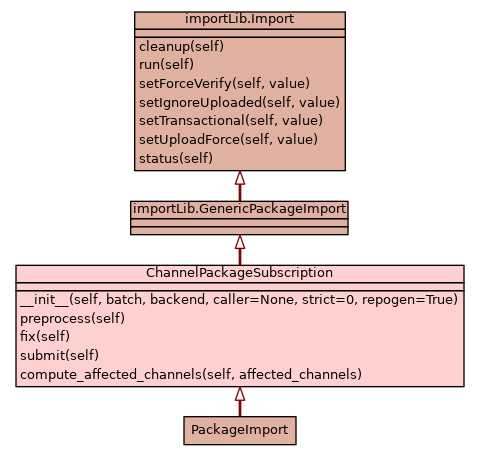 importLib.Import
cleanup(self)
run(self)
setForceVerify(self, value)
setIgnoreUploaded(self, value)
setTransactional(self, value)
setUploadForce(self, value)
status(self)
importLib.GenericPackageImport
ChannelPackageSubscription
__init__(self, batch, backend, caller=None, strict=0, repogen=True)
preprocess(self)
fix(self)
submit(self)
compute_affected_channels(self, affected_channels)
PackageImport